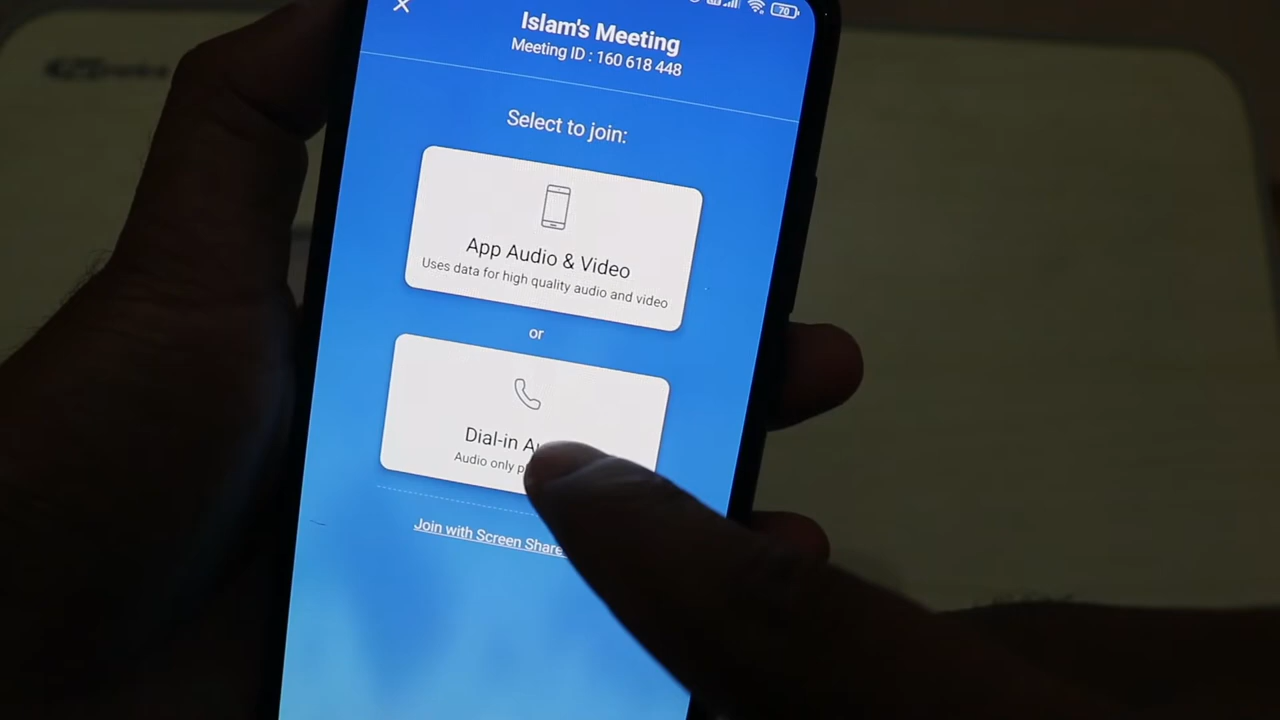 70
Islam's Meeting
Meeting ID : 160 618 448
Select to join:
App Audio & Video
Uses data for high quality audio and video
or
Dial-in
Audio only
Join with Screen Share